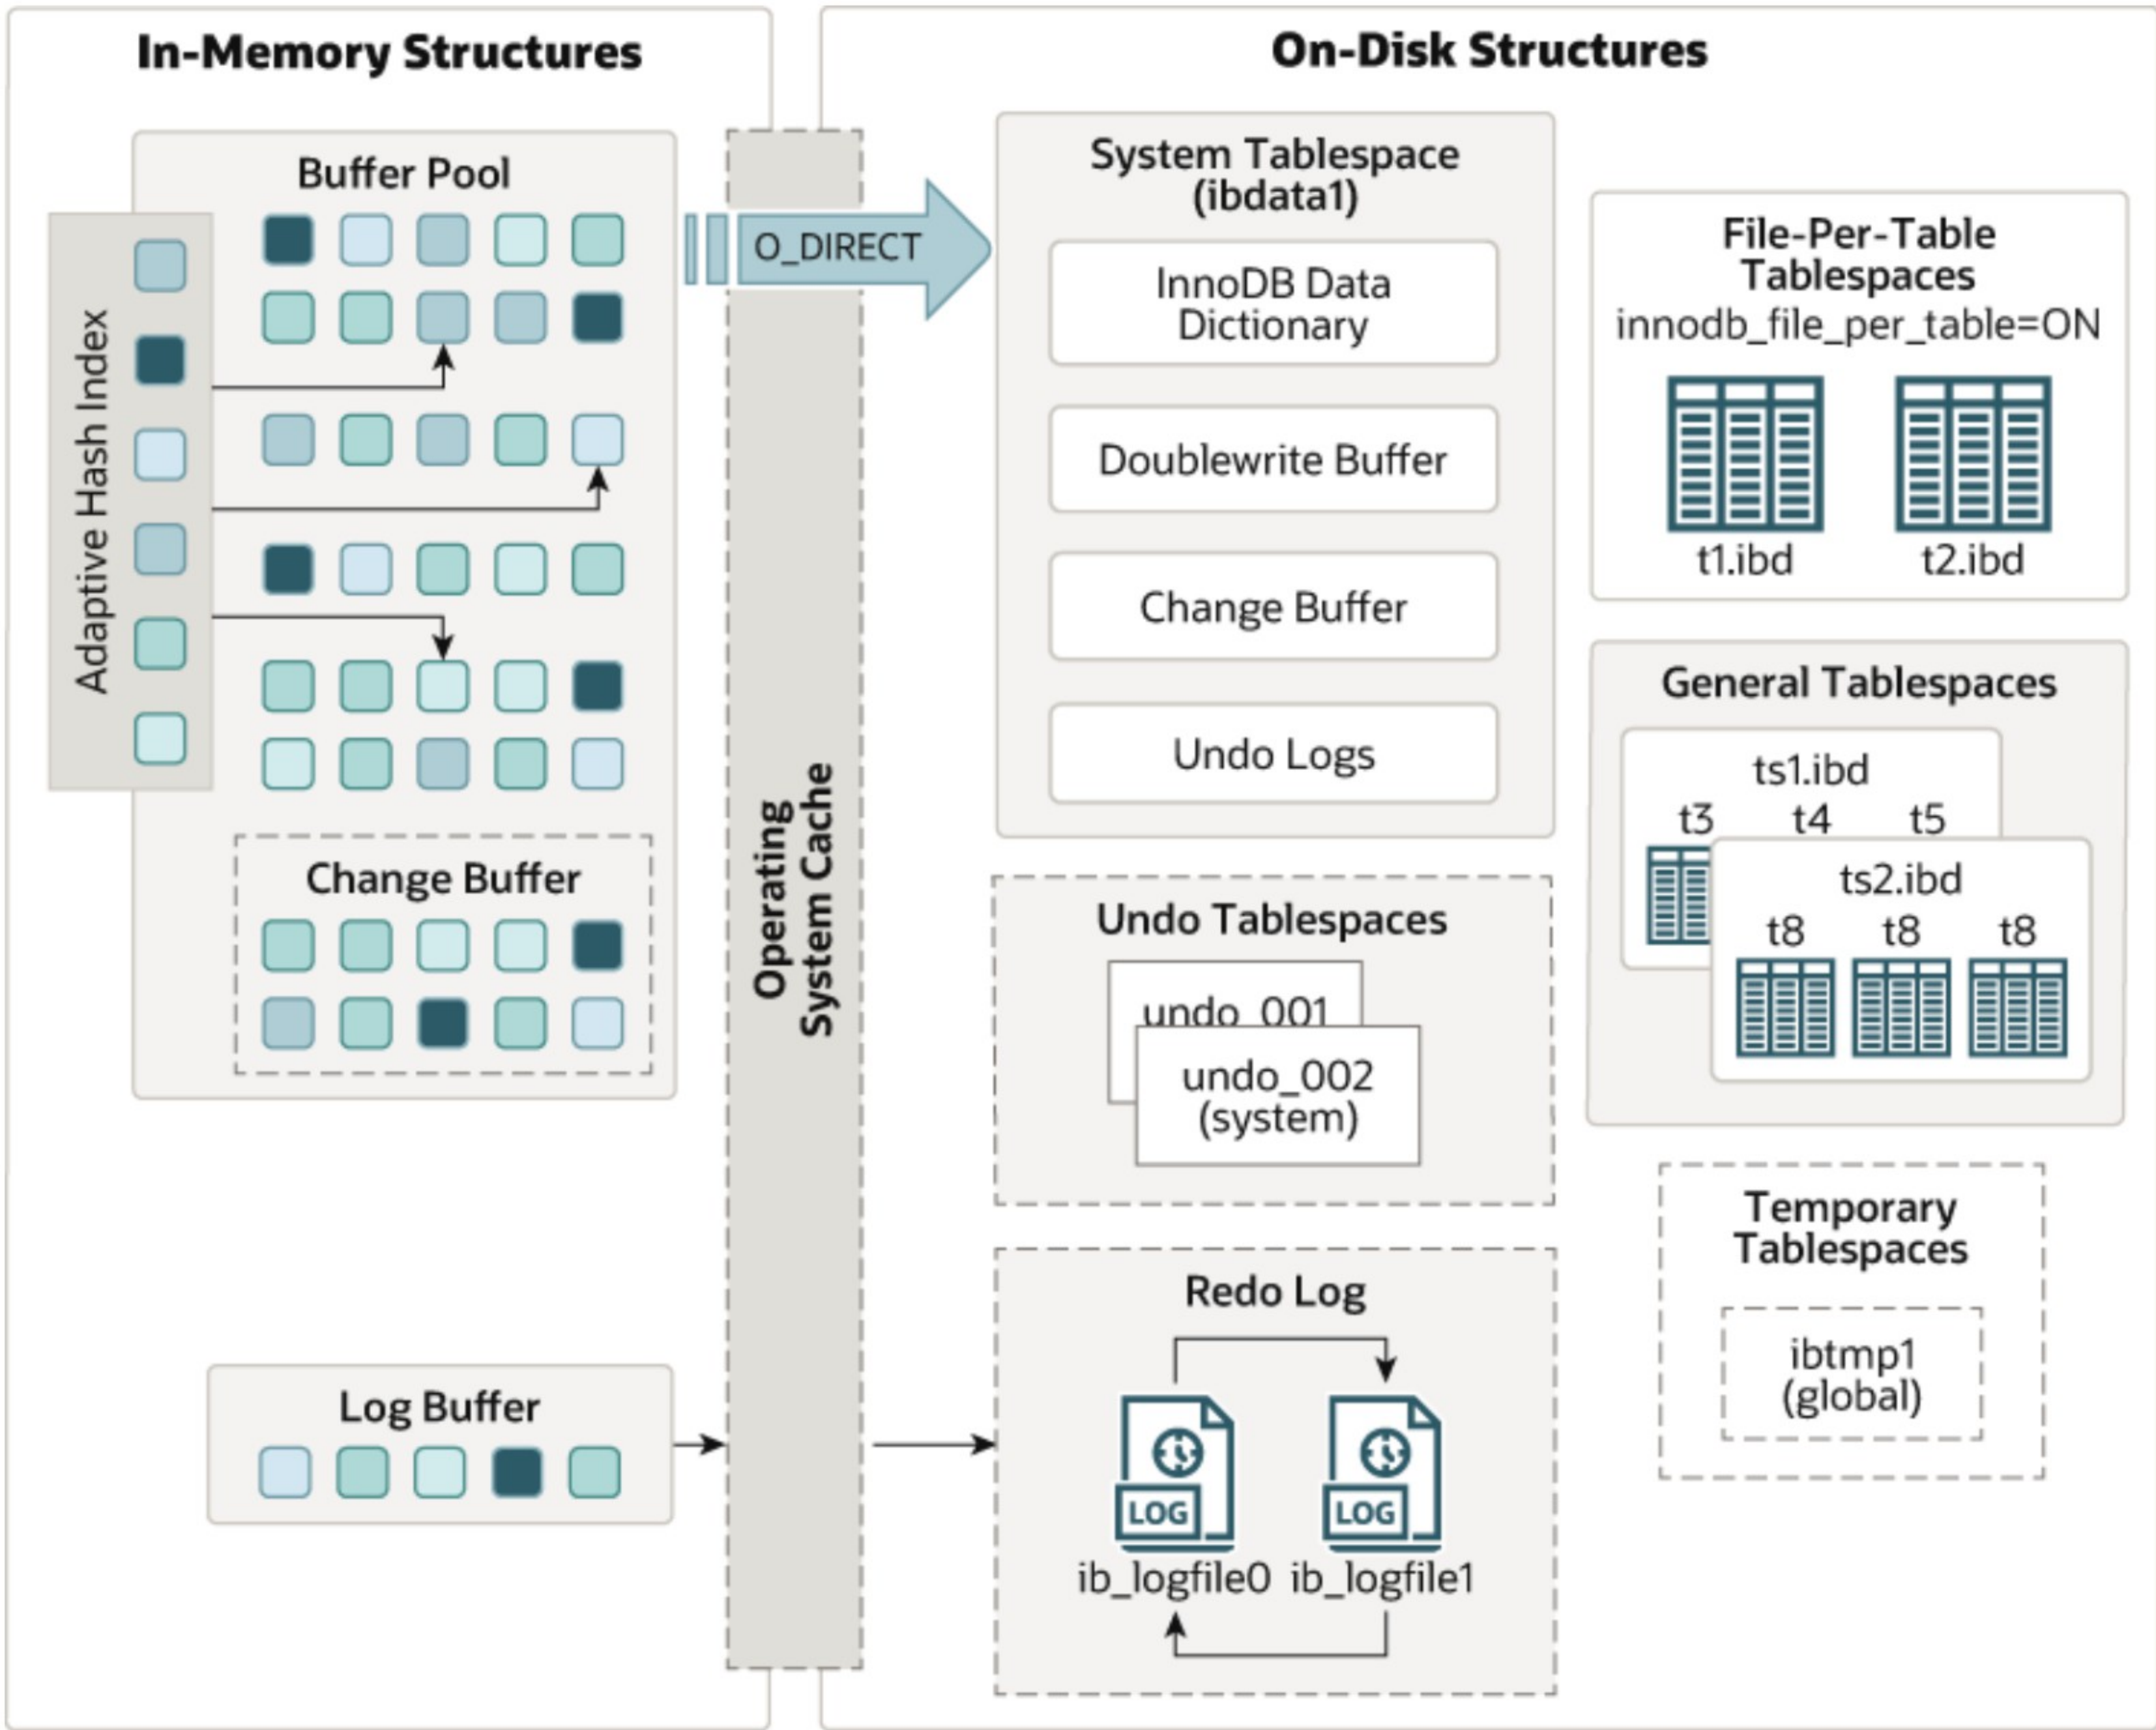 In-Memory Structures
Buffer Pool
Adaptive Hash Index
Change Buffer
Log Buffer
O_DIRECT
Operating
System Cache
On-Disk Structures
System Tablespace
(ibdata1)
InnoDB Data
Dictionary
Doublewrite Buffer
Change Buffer
Undo Logs
Undo Tablespaces
undo_001
undo_002
(system)
Redo Log
LOG LOG
ib_logfile0 ib_logfile1
File-Per-Table
Tablespaces
innodb_file_per_table=ON
t1.ibd t2.ibd
General Tablespaces
ts1.ibd
t3 t4 t5
ts2.ibd
t8 t8 t8
Temporary
Tablespaces
ibtmp1
(global)